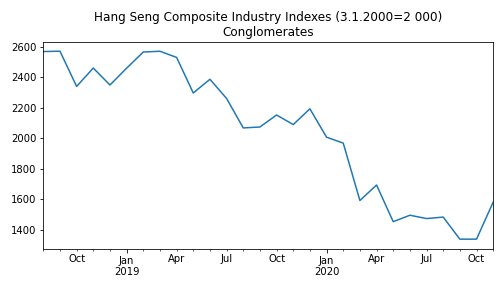 Hang Seng Composite Industry Indexes (3.1.2000=2 000)
Conglomerates
2600
2400
2200
2000
1800
1600
1400
Oct Jan Apr Jul Oct Jan Apr Jul Oct
2019 2020